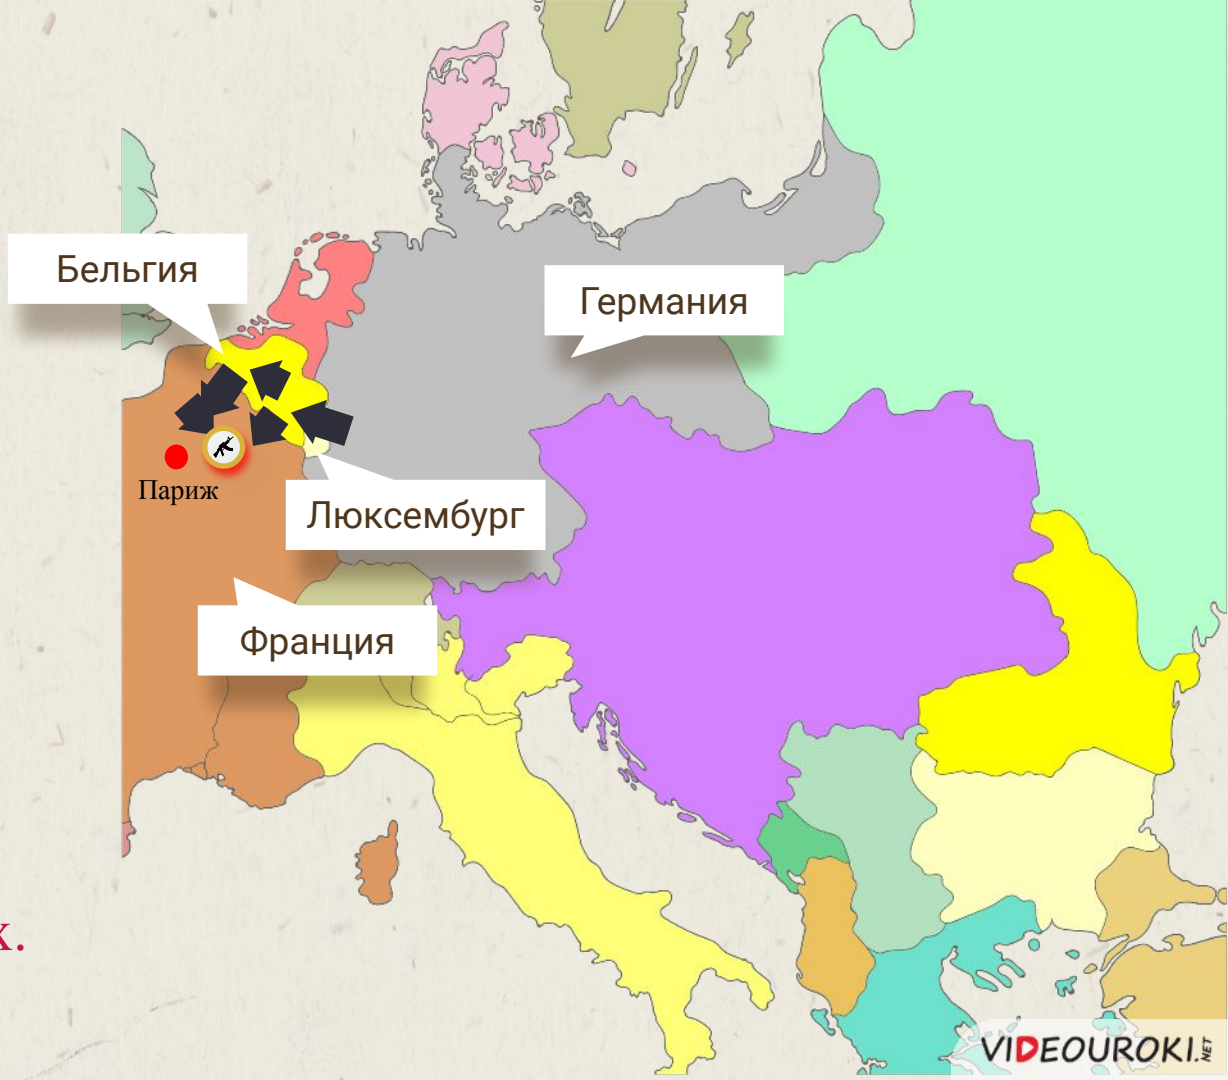 Бельгия
Германия
Париж
Люксембург
Франция
х.
VIDEOUROKI.NET